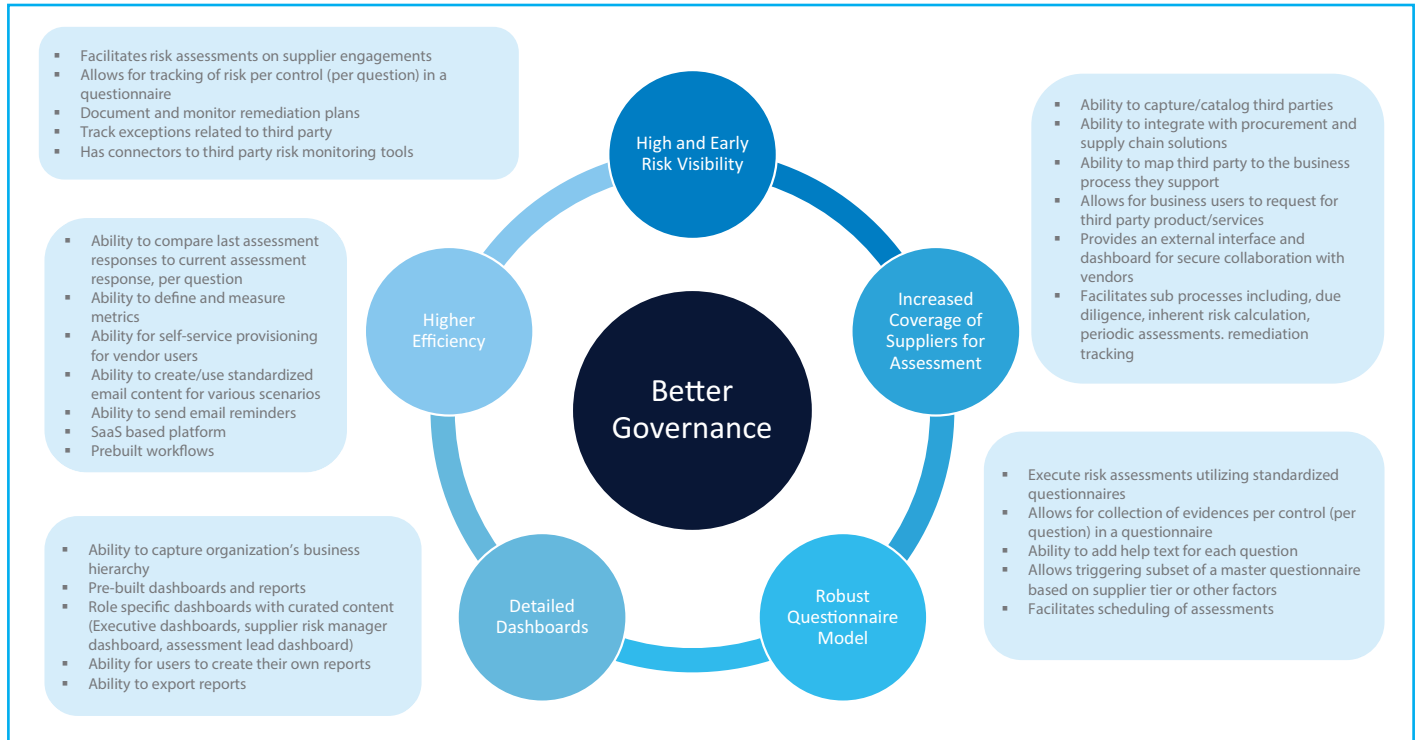 ▪ Facilitates risk assessments on supplier engagements
▪ Allows for tracking of risk per control (per question) in a
questionnaire
▪ Document and monitor remediation plans
▪ Track exceptions related to third party
▪ Has connectors to third party risk monitoring tools
High and Early
Risk Visibility
▪ Ability to capture/catalog third parties
▪ Ability to integrate with procurement and
supply chain solutions
▪ Ability to map third party to the business
process they support
▪ Allows for business users to request for
third party product/services
▪ Provides an external interface and
dashboard for secure collaboration with
vendors
▪ Facilitates sub processes including, due
diligence, inherent risk calculation,
periodic assessments. remediation
tracking
▪ Ability to compare last assessment
responses to current assessment
response, per question
▪ Ability to define and measure
metrics
▪ Ability for self-service provisioning
for vendor users
▪ Ability to create/use standardized
email content for various scenarios
▪ Ability to send email reminders
▪ SaaS based platform
▪ Prebuilt workflows
Higher
Efficiency
Increased
Coverage of
Suppliers for
Assessment
Better
Governance
▪ Execute risk assessments utilizing standardized
questionnaires
▪ Allows for collection of evidences per control (per
question) in a questionnaire
▪ Ability to add help text for each question
▪ Allows triggering subset of a master questionnaire
based on supplier tier or other factors
▪ Facilitates scheduling of assessments
▪ Ability to capture organization's business
hierarchy
▪ Pre-built dashboards and reports
▪ Role specific dashboards with curated content
(Executive dashboards, supplier risk manager
dashboard, assessment lead dashboard)
▪ Ability for users to create their own reports
▪ Ability to export reports
Detailed
Dashboards
Robust
Questionnaire
Model